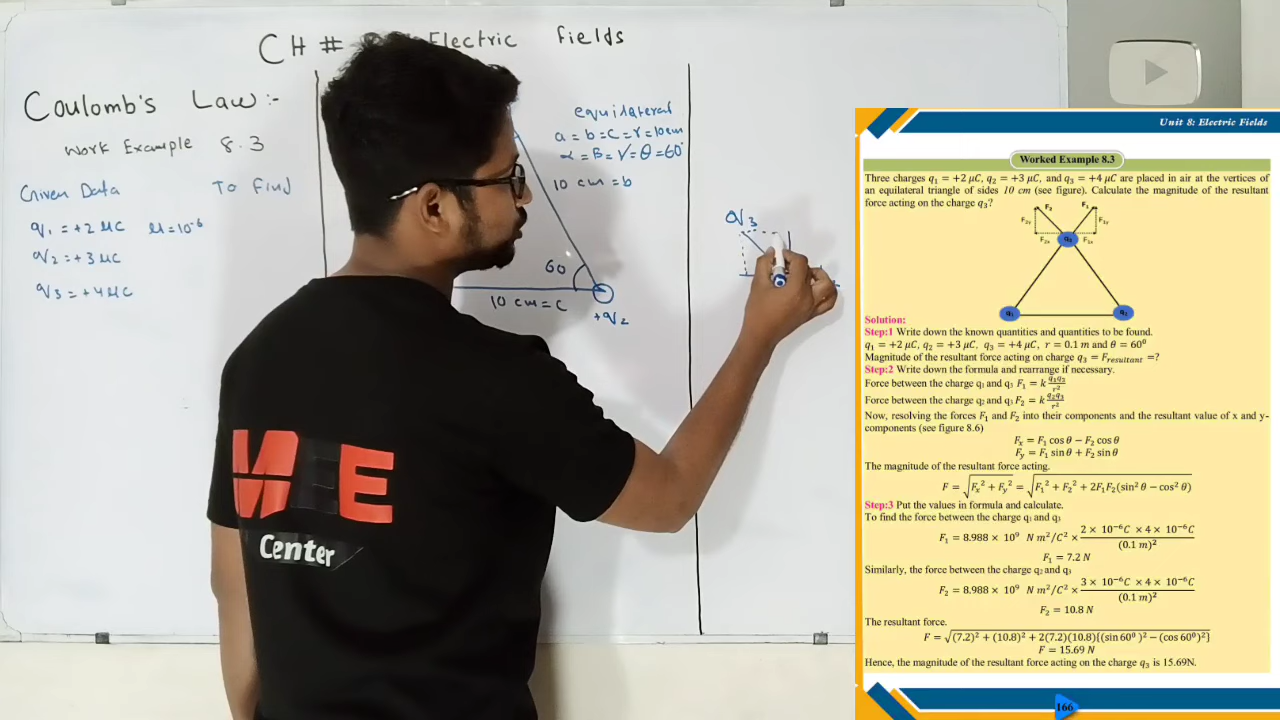 CH # Electric fields
Coulomb's Law :-
Work Example 8.3
Given Data To Find
q1 = +2 μC μ=10-6
q2 = +3 μC
q3 = +4 μC
equilateral
a = b = c = r = 10 cm
α = β = γ = θ = 60°
10 cm = b
60
10 cm = c
+q2
q3
MEE
Center
Unit 8: Electric Fields
Worked Example 8.3
Three charges q1 = +2 μC, q2 = +3 μC, and q3 = +4 μC are placed in air at the vertices of
an equilateral triangle of sides 10 cm (see figure). Calculate the magnitude of the resultant
force acting on the charge q3?
F2 F1
F2y F1y
F2x q3 F1x
q1 q2
Solution:
Step:1 Write down the known quantities and quantities to be found.
q1 = +2 μC, q2 = +3 μC, q3 = +4 μC, r = 0.1 m and θ = 60⁰
Magnitude of the resultant force acting on charge q3 = Fresultant =?
Step:2 Write down the formula and rearrange if necessary.
Force between the charge q1 and q3 F1 = k q1q3/r²
Force between the charge q2 and q3 F2 = k q2q3/r²
Now, resolving the forces F1 and F2 into their components and the resultant value of x and y-
components (see figure 8.6)
Fx = F1 cos θ − F2 cos θ
Fy = F1 sin θ + F2 sin θ
The magnitude of the resultant force acting.
F = √(Fx² + Fy²) = √(F1² + F2² + 2F1F2(sin² θ − cos² θ))
Step:3 Put the values in formula and calculate.
To find the force between the charge q1 and q3
F1 = 8.988 × 10⁹ N m²/C² × (2 × 10⁻⁶C × 4 × 10⁻⁶C)/(0.1 m)²
F1 = 7.2 N
Similarly, the force between the charge q2 and q3
F2 = 8.988 × 10⁹ N m²/C² × (3 × 10⁻⁶C × 4 × 10⁻⁶C)/(0.1 m)²
F2 = 10.8 N
The resultant force.
F = √(7.2)² + (10.8)² + 2(7.2)(10.8)[(sin 60⁰ )² − (cos 60⁰ )²]
F = 15.69 N
Hence, the magnitude of the resultant force acting on the charge q3 is 15.69N.
166